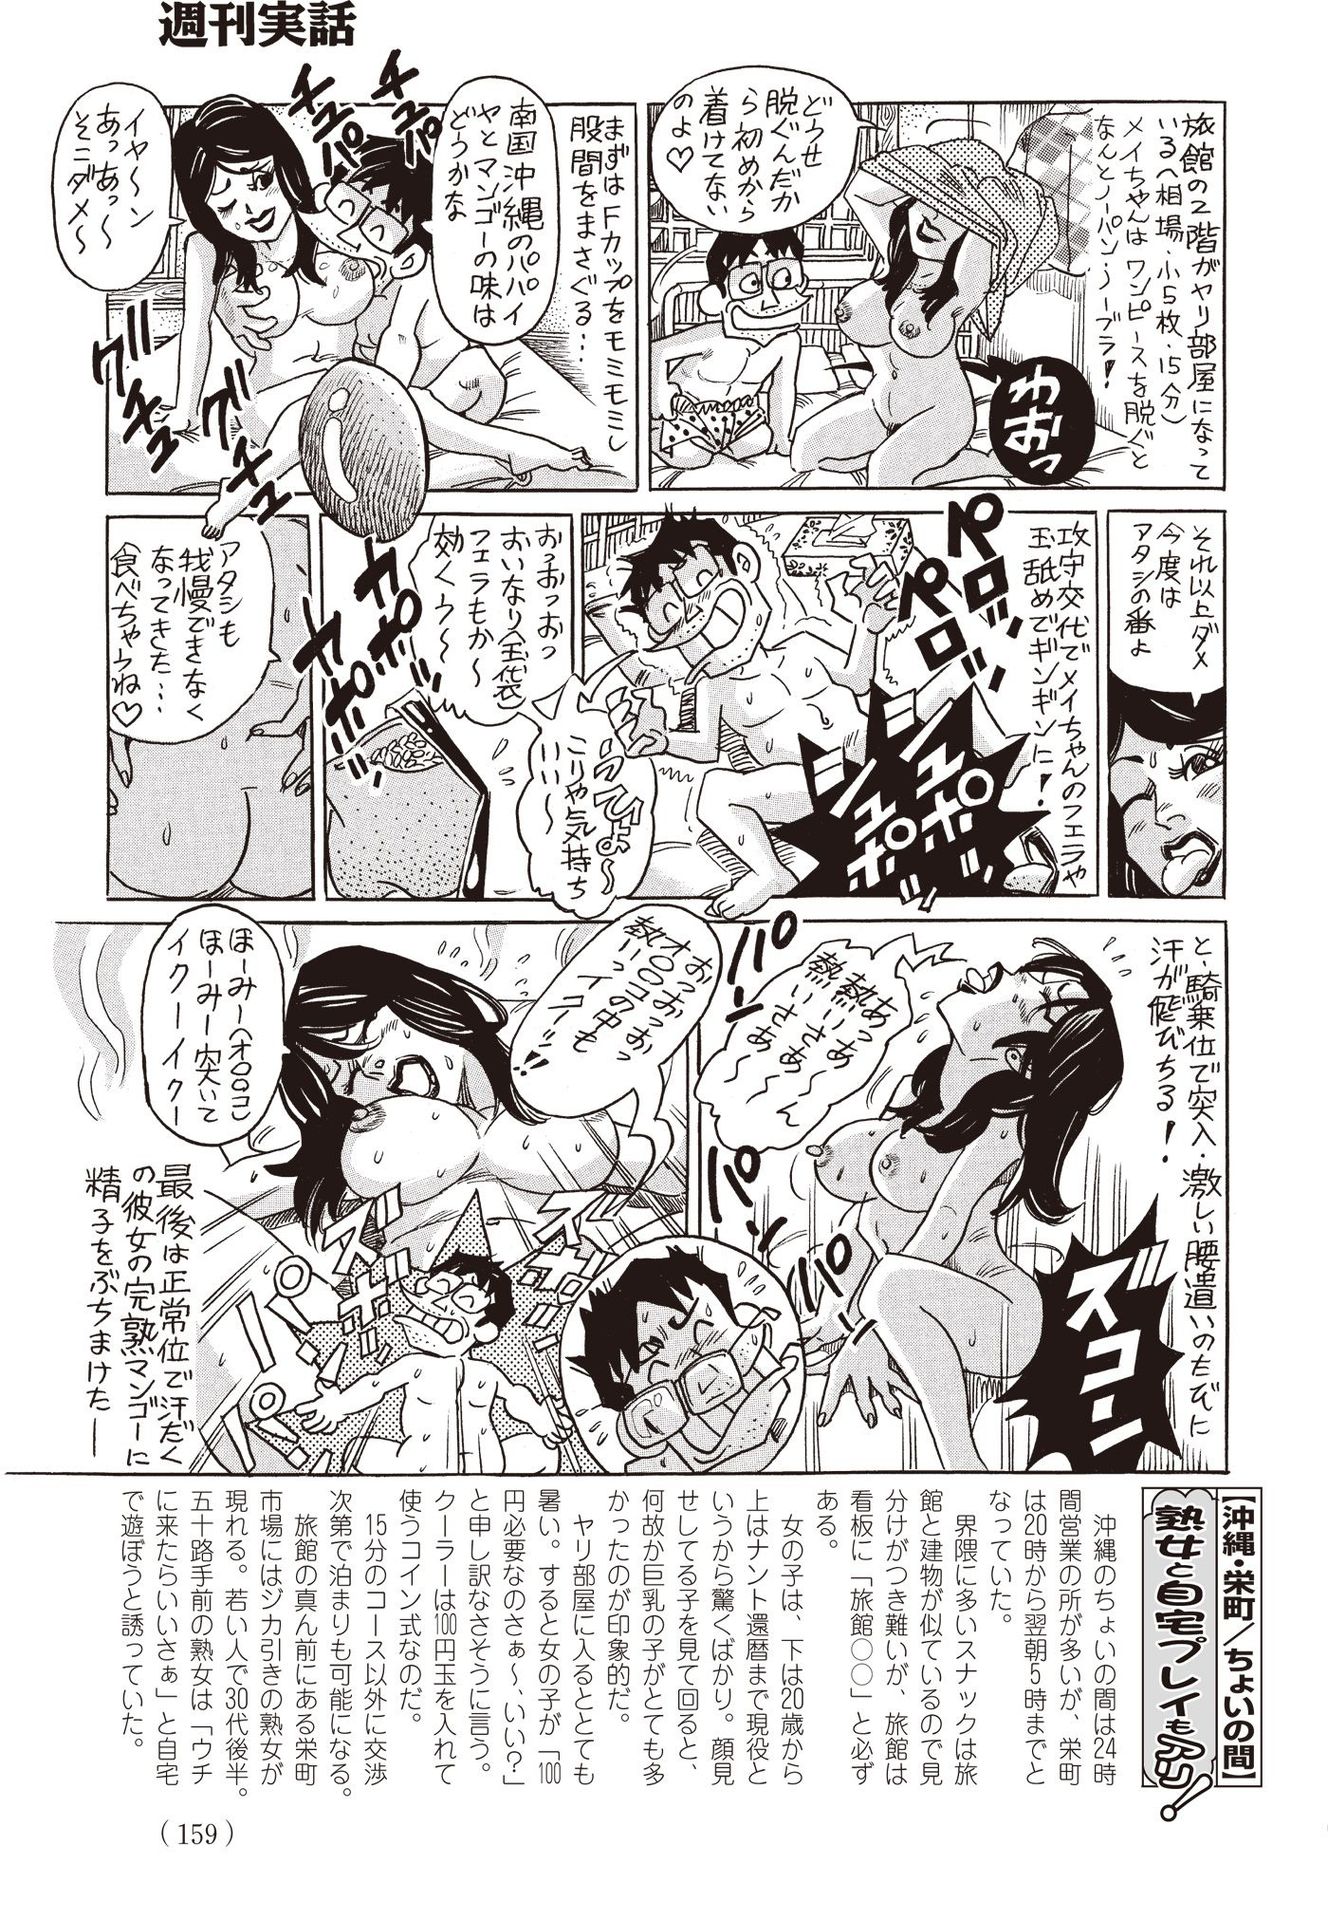 週刊実話
旅館の2階がヤリ部屋になって
いる〈相場・小5枚・15分〉
メイちゃんは ワンピースを脱ぐと
なんとノーパン・ノーブラ!
どうせ
脱ぐんだか
ら初めから
着けてない
のよ♡
わおっ
まずはFカップをモミモミし
股間をまさぐる…
南国沖縄のパパイ
ヤとマンゴーの味は
どうかな
チュパ
チュパ
イヤ〜ン
あっあっ〜
そこダメ〜
グチュ
グチュ
それ以上ダメ
今度は
アタシの番よ
攻守交代でメイちゃんのフェラや
玉舐めでギンギンに!
ペロッ
ペロッ
シュポ
シュポ
うひょ〜
こりゃ気持ち
いい〜
おっおっおっ
おいなり〈玉袋〉
フェラもか〜
効くウ〜
アタシも
我慢できなく
なってきた…
食べちゃうね♡
と、騎乗位で突入・激しい腰遣いのたびに
汗が飛びちる!
あっあ〜
熱いさぁ〜
熱いさぁ〜
パン
パン
ズコン
おっおっおっ
オ○○コの中も
熱い〜ン イク〜ッ!!
ほーみー〈オ○○コ〉
ほーみー突いて
イクーイクー
最後は正常位で汗だく
の彼女の完熟マンゴーに
精子をぶちまけた―
【沖縄・栄町/ちょいの間】
熟女と自宅プレイもアリ!
沖縄のちょいの間は24時
間営業の所が多いが、栄町
は20時から翌朝5時までと
なっていた。
界隈に多いスナックは旅
館と建物が似ているので見
分けがつき難いが、旅館は
看板に「旅館○○」と必ず
ある。
女の子は、下は20歳から
上はナント還暦まで現役と
いうから驚くばかり。顔見
せしてる子を見て回ると、
何故か巨乳の子がとても多
かったのが印象的だ。
ヤリ部屋に入るととても
暑い。すると女の子が「100
円必要なのさぁ〜、いい?」
と申し訳なさそうに言う。
クーラーは100円玉を入れて
使うコイン式なのだ。
15分のコース以外に交渉
次第で泊まりも可能になる。
旅館の真ん前にある栄町
市場にはジカ引きの熟女が
現れる。若い人で30代後半。
五十路手前の熟女は「ウチ
に来たらいいさぁ」と自宅
で遊ぼうと誘っていた。
(159)